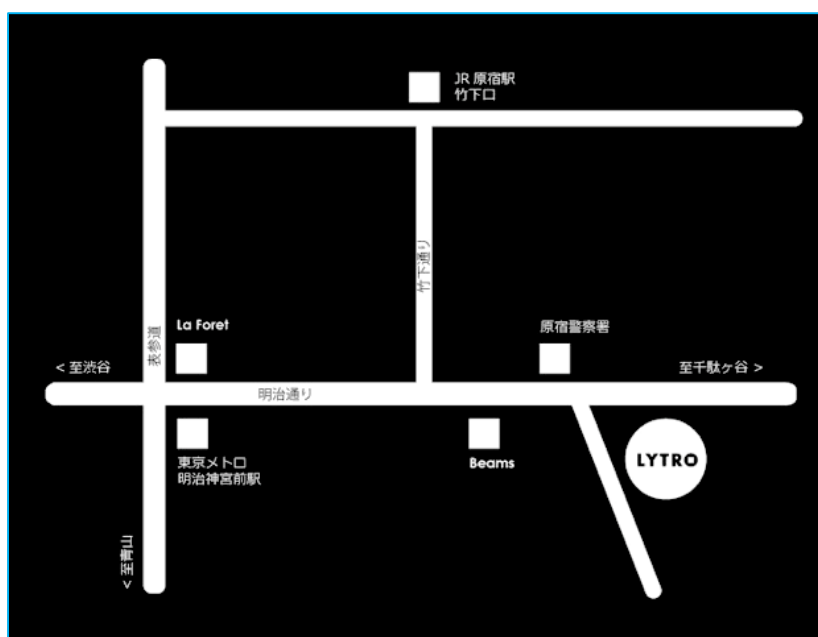 JR 原宿駅
竹下口
竹下通り
La Foret
表参道
原宿警察署
< 至渋谷
至千駄ヶ谷 >
明治通り
東京メトロ
明治神宮前駅
Beams
LYTRO
< 至青山